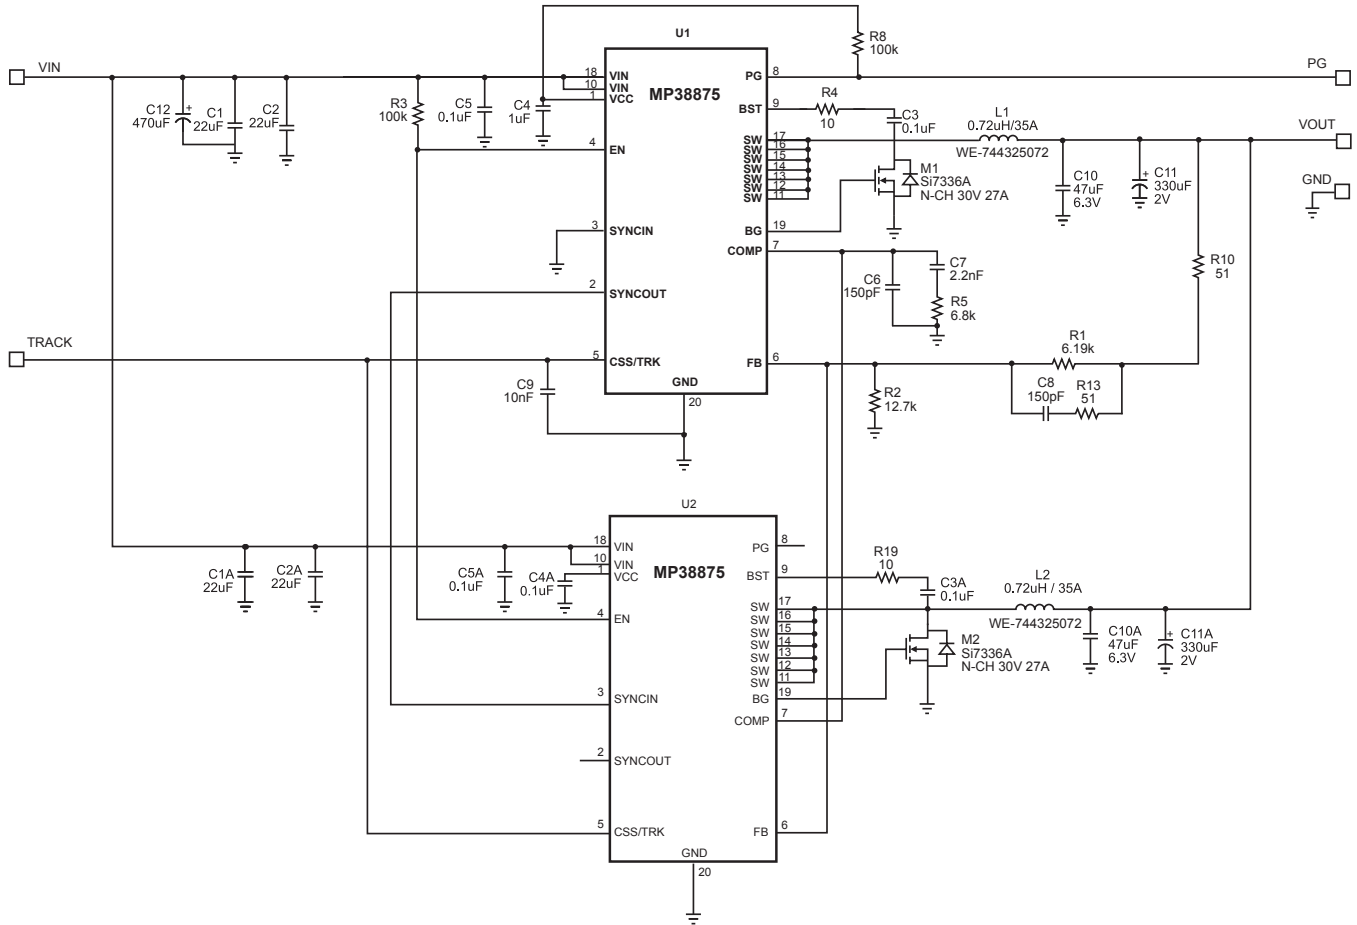 U1
R8
100k
VIN
PG
MP38875
18 VIN
10 VIN
1 VCC
PG 8
C12
470uF
+
C1
22uF
C2
22uF
R3
100k
C5
0.1uF
C4
1uF
BST 9
R4
10
C3
0.1uF
L1
0.72uH/35A
WE-744325072
VOUT
4 EN
SW 17
SW 16
SW 15
SW 14
SW 13
SW 12
SW 11
M1
Si7336A
N-CH 30V 27A
C10
47uF
6.3V
+
C11
330uF
2V
GND
3 SYNCIN
BG 19
COMP 7
C6
150pF
C7
2.2nF
R5
6.8k
R10
51
2 SYNCOUT
TRACK
5 CSS/TRK
FB 6
R1
6.19k
C9
10nF
GND
20
R2
12.7k
C8
150pF
R13
51
U2
MP38875
18 VIN
10 VIN
1 VCC
PG 8
C1A
22uF
C2A
22uF
C5A
0.1uF
C4A
0.1uF
BST 9
R19
10
C3A
0.1uF
L2
0.72uH / 35A
WE-744325072
4 EN
SW 17
SW 16
SW 15
SW 14
SW 13
SW 12
SW 11
M2
Si7336A
N-CH 30V 27A
C10A
47uF
6.3V
+
C11A
330uF
2V
3 SYNCIN
BG 19
COMP 7
2 SYNCOUT
5 CSS/TRK
FB 6
GND
20